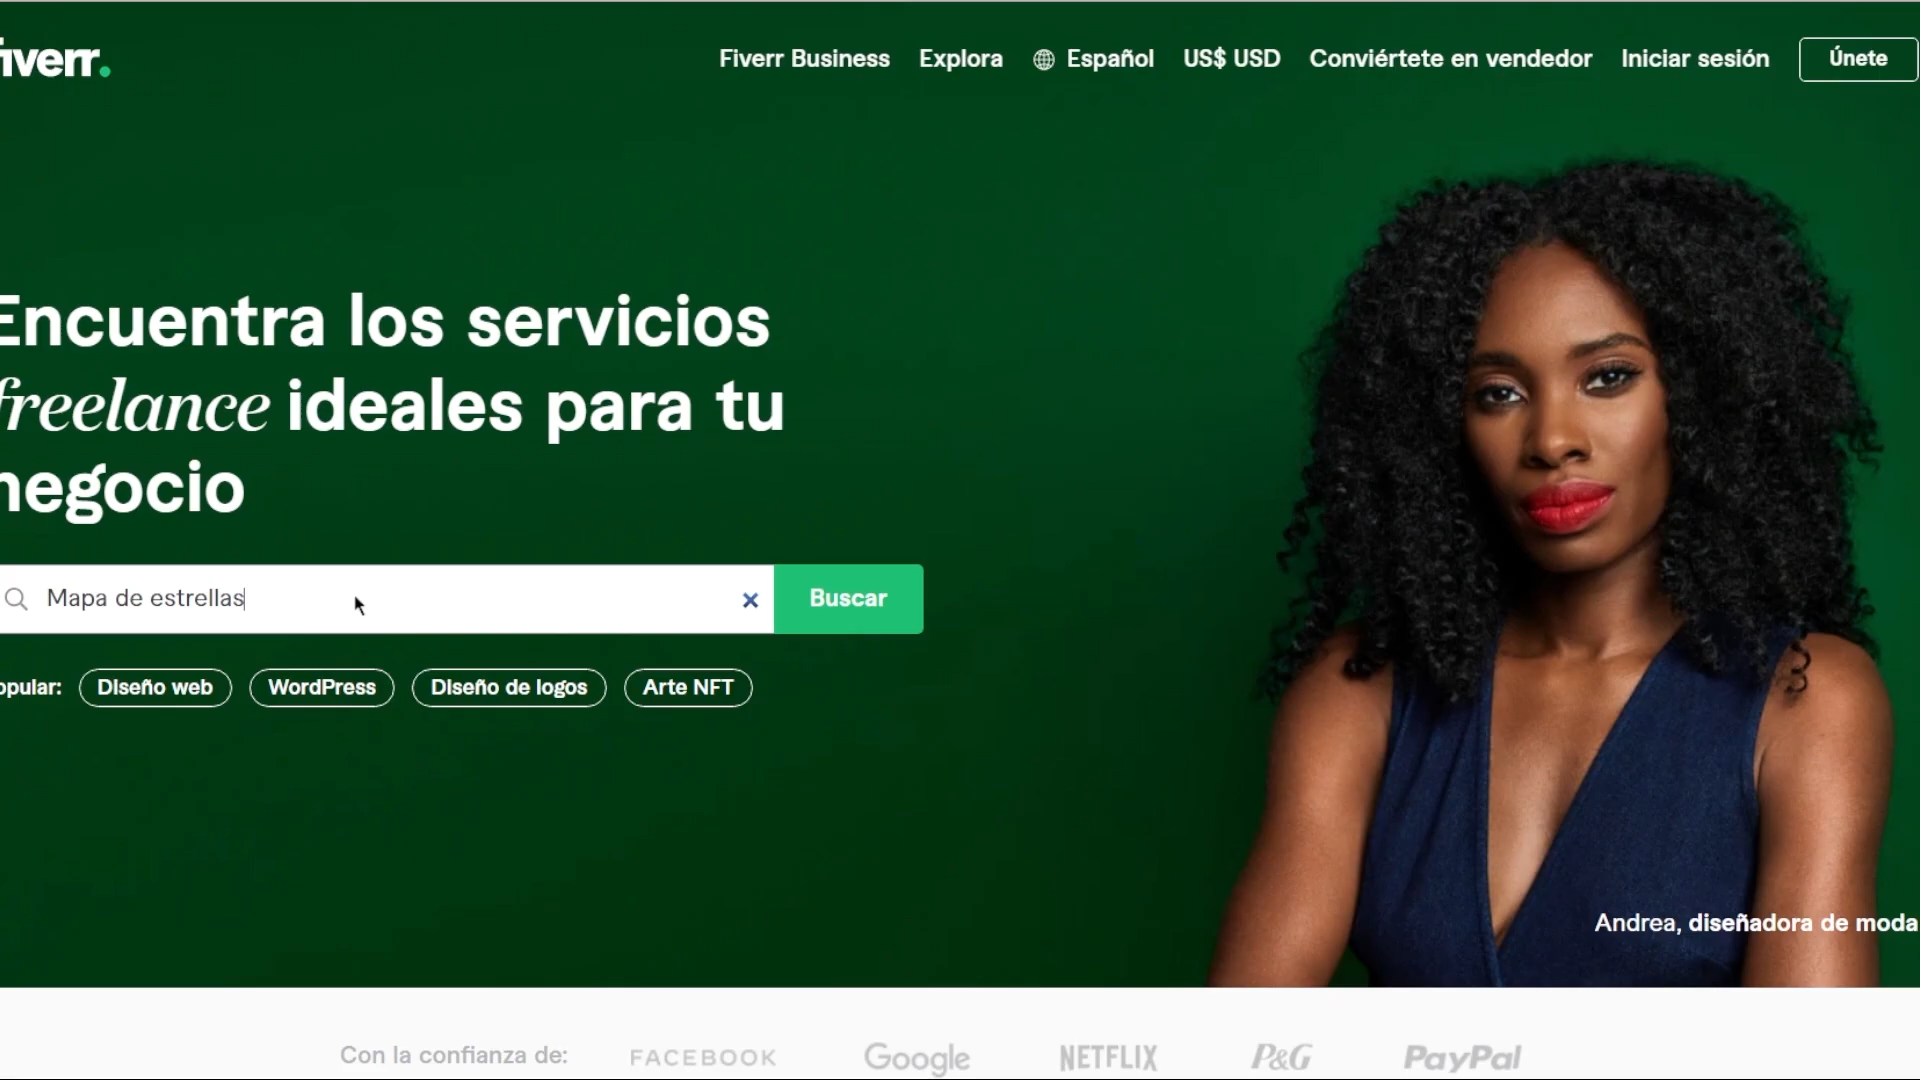 fiverr.
Fiverr Business Explora Español US$ USD Conviértete en vendedor Iniciar sesión Únete
Encuentra los servicios
freelance ideales para tu
negocio
Mapa de estrellas
Buscar
opular: Diseño web WordPress Diseño de logos Arte NFT
Andrea, diseñadora de moda
Con la confianza de: FACEBOOK Google NETFLIX P&G PayPal